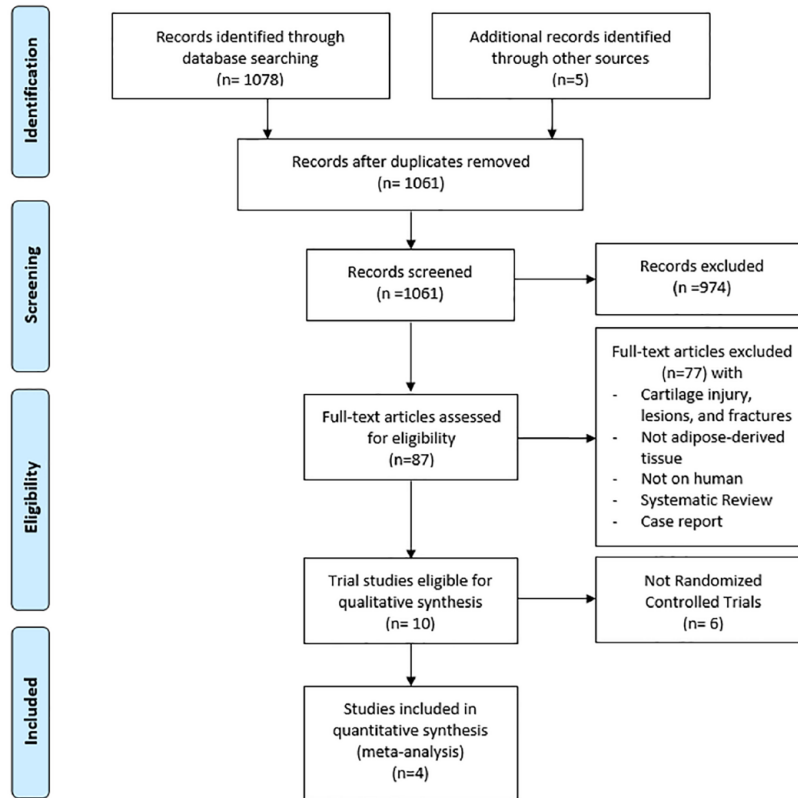 Identification
Records identified through
database searching
(n= 1078)
Additional records identified
through other sources
(n=5)
Records after duplicates removed
(n= 1061)
Screening
Records screened
(n =1061)
Records excluded
(n =974)
Eligibility
Full-text articles assessed
for eligibility
(n=87)
Full-text articles excluded
(n=77) with
- Cartilage injury,
lesions, and fractures
- Not adipose-derived
tissue
- Not on human
- Systematic Review
- Case report
Trial studies eligible for
qualitative synthesis
(n= 10)
Not Randomized
Controlled Trials
(n= 6)
Included
Studies included in
quantitative synthesis
(meta-analysis)
(n=4)